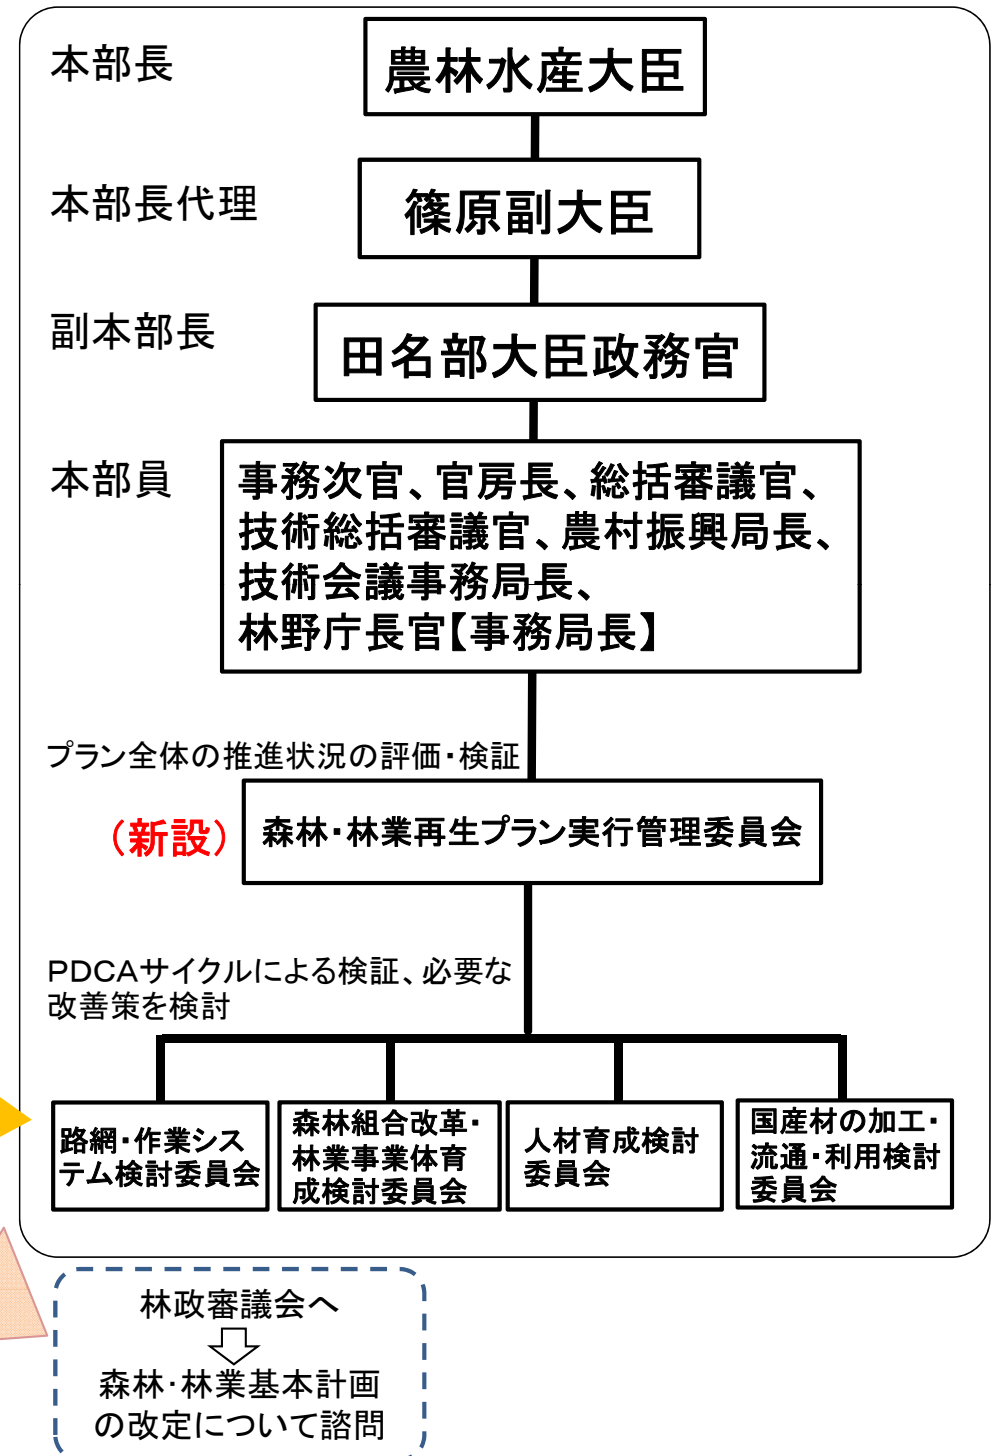 本部長
農林水産大臣
本部長代理
篠原副大臣
副本部長
田名部大臣政務官
本部員
事務次官、官房長、総括審議官、
技術総括審議官、農村振興局長、
技術会議事務局長、
林野庁長官【事務局長】
プラン全体の推進状況の評価・検証
（新設）
森林・林業再生プラン実行管理委員会
PDCAサイクルによる検証、必要な
改善策を検討
路網・作業シス
テム検討委員会
森林組合改革・
林業事業体育
成検討委員会
人材育成検討
委員会
国産材の加工・
流通・利用検討
委員会
林政審議会へ
森林・林業基本計画
の改定について諮問